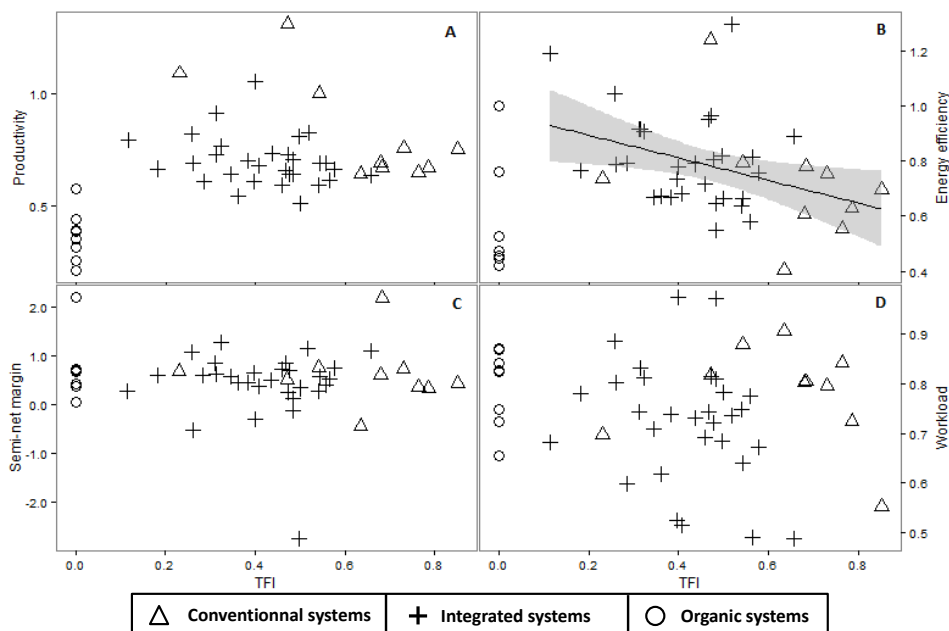 A
Productivity
1.0
0.5
B
Energy efficiency
1.2
1.0
0.8
0.6
0.4
C
Semi-net margin
2.0
1.0
0.0
-1.0
-2.0
D
Workload
0.9
0.8
0.7
0.6
0.5
0.0 0.2 0.4 0.6 0.8
TFI
0.0 0.2 0.4 0.6 0.8
TFI
Conventionnal systems
Integrated systems
Organic systems